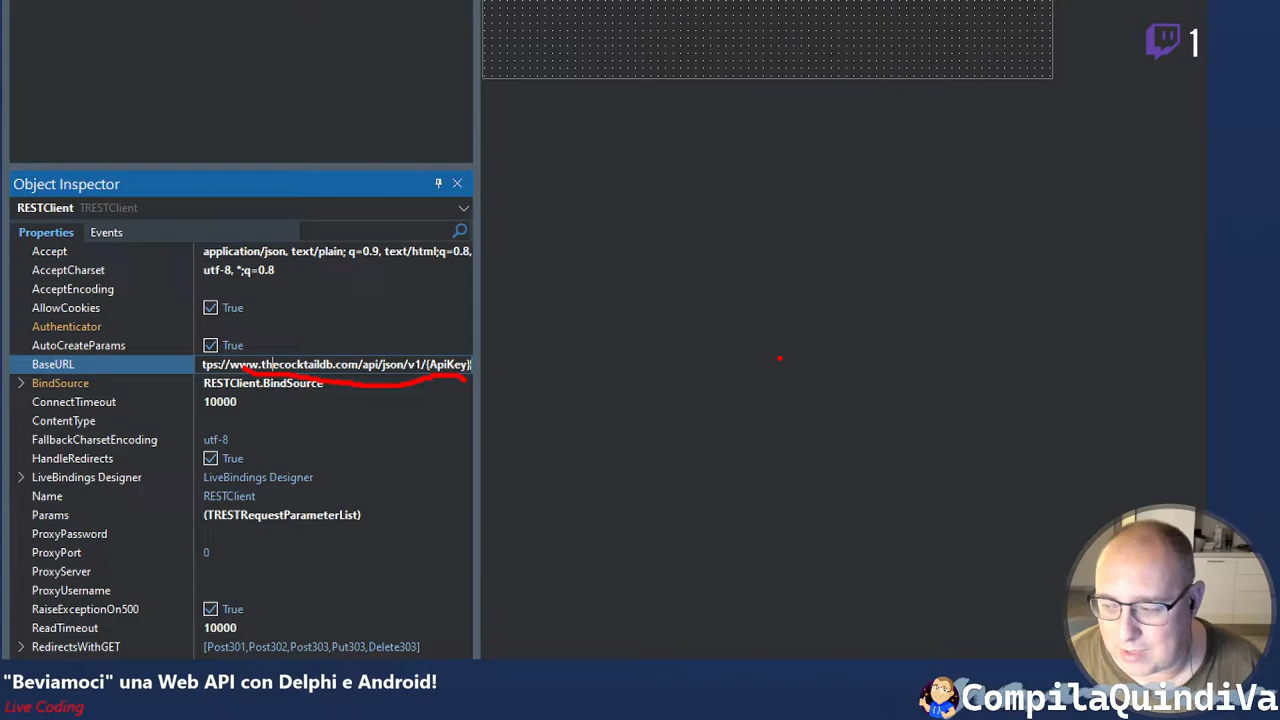 1
Object Inspector
RESTClient TRESTClient
Properties Events
Accept application/json, text/plain; q=0.9, text/html;q=0.8,
AcceptCharset utf-8, *;q=0.8
AcceptEncoding
AllowCookies True
Authenticator
AutoCreateParams True
BaseURL tps://www.thecocktaildb.com/api/json/v1/{ApiKey}
BindSource RESTClient.BindSource
ConnectTimeout 10000
ContentType
FallbackCharsetEncoding utf-8
HandleRedirects True
LiveBindings Designer LiveBindings Designer
Name RESTClient
Params (TRESTRequestParameterList)
ProxyPassword
ProxyPort 0
ProxyServer
ProxyUsername
RaiseExceptionOn500 True
ReadTimeout 10000
RedirectsWithGET [Post301,Post302,Post303,Put303,Delete303]
"Beviamoci" una Web API con Delphi e Android!
Live Coding
CompilaQuindiVa